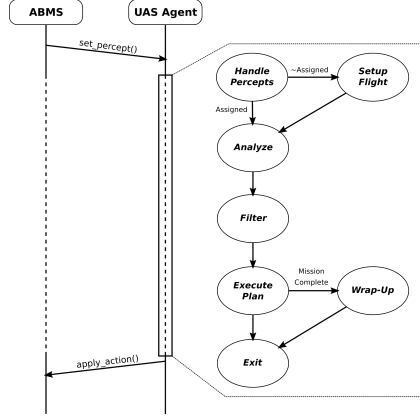 ABMS
UAS Agent
set_percept()
Handle
Percepts
~Assigned
Setup
Flight
Assigned
Analyze
Filter
Execute
Plan
Mission
Complete
Wrap-Up
Exit
apply_action()